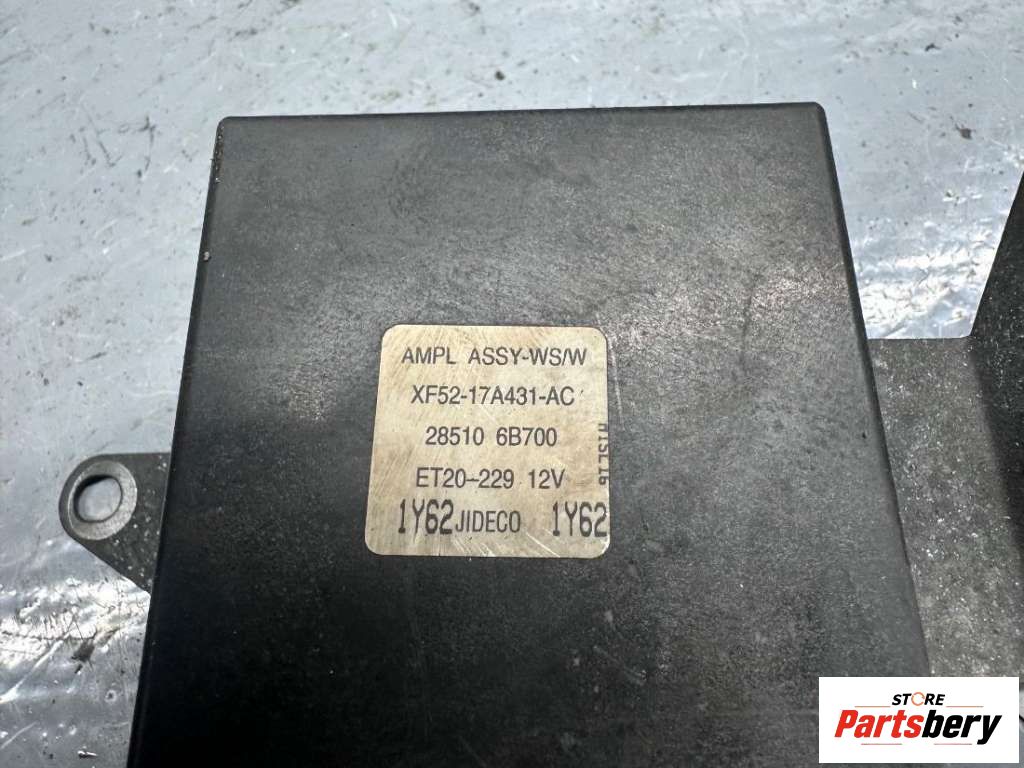 AMPL ASSY-WS/W
XF52-17A431-AC
28510 6B700
ET20-229 12V
1Y62 JIDECO 1Y62
STORE
Partsbery